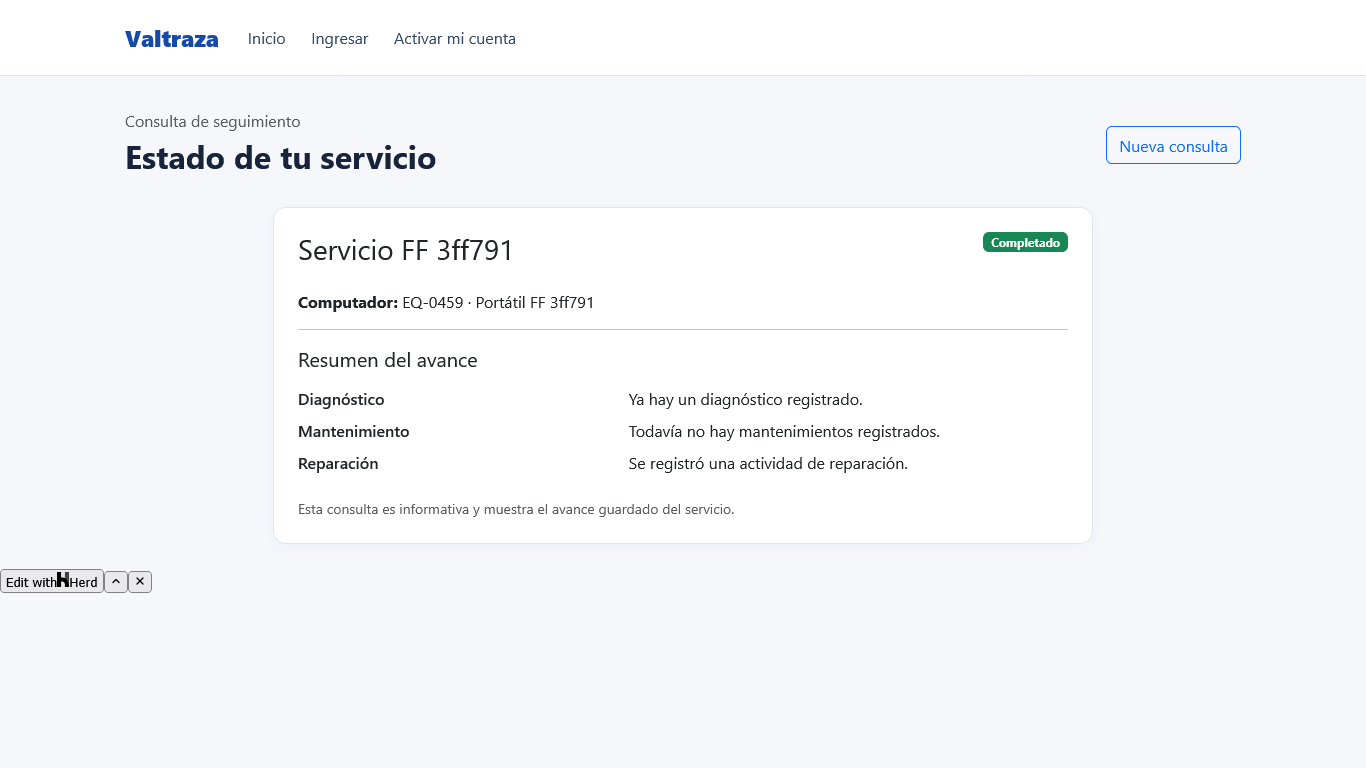 Valtraza Inicio Ingresar Activar mi cuenta
Consulta de seguimiento
Estado de tu servicio
Nueva consulta
Servicio FF 3ff791
Completado
Computador: EQ-0459 · Portátil FF 3ff791
Resumen del avance
Diagnóstico Ya hay un diagnóstico registrado.
Mantenimiento Todavía no hay mantenimientos registrados.
Reparación Se registró una actividad de reparación.
Esta consulta es informativa y muestra el avance guardado del servicio.
Edit with Herd